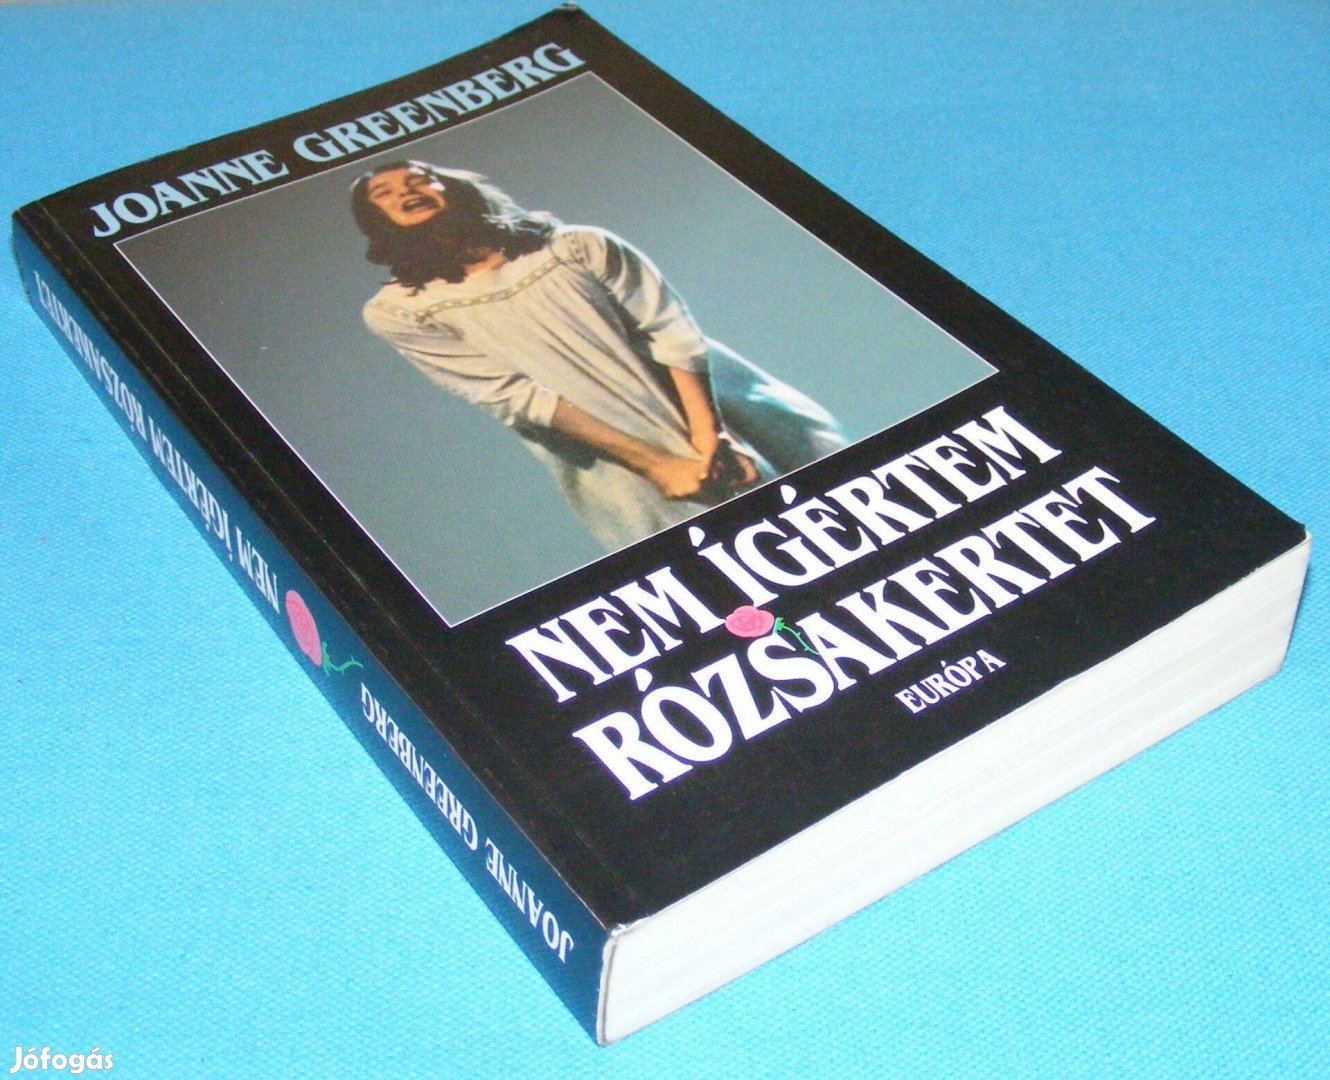 JOANNE GREENBERG
NEM ÍGÉRTEM
RÓZSAKERTET
EURÓPA
JOANNE GREENBERG NEM ÍGÉRTEM RÓZSAKERTET
Jófogás